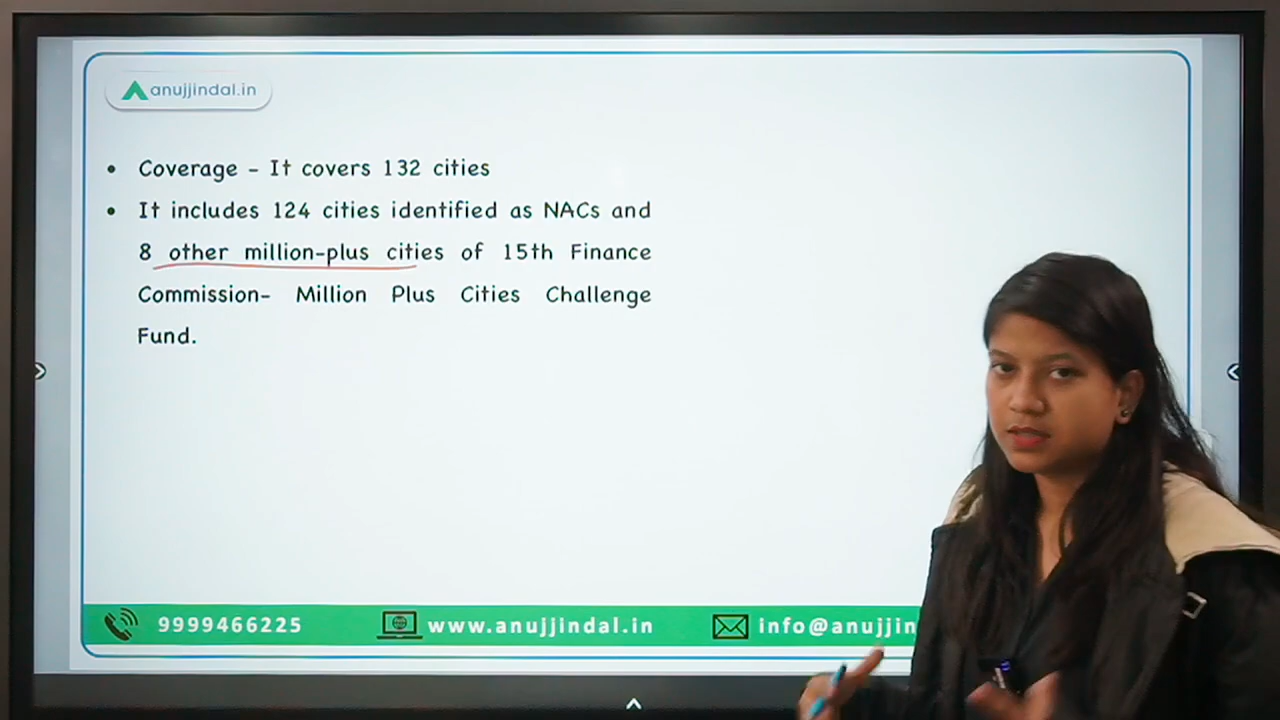 anujjindal.in
• Coverage - It covers 132 cities
• It includes 124 cities identified as NACs and
8 other million-plus cities of 15th Finance
Commission- Million Plus Cities Challenge
Fund.
9999466225 www.anujjindal.in info@anujjin